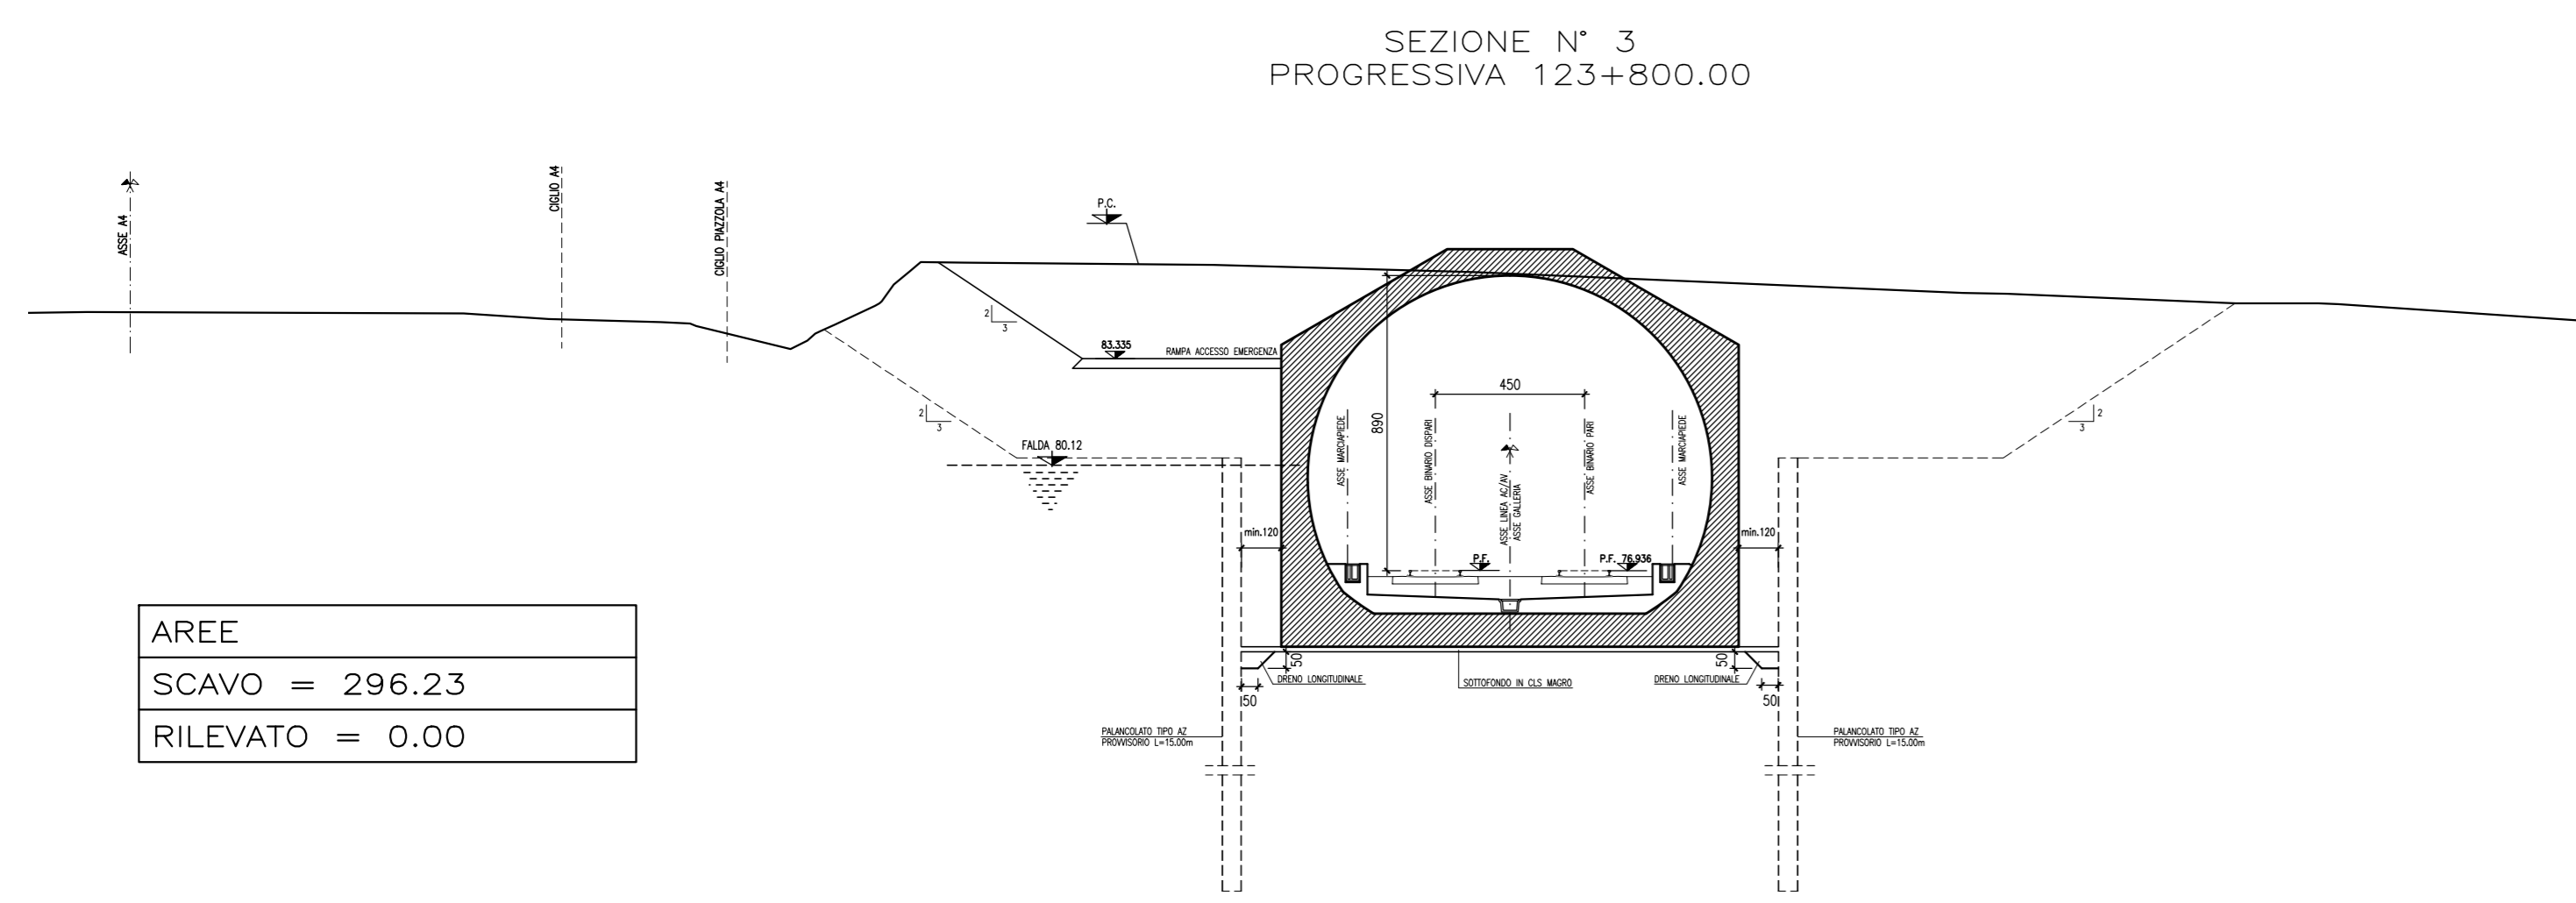 SEZIONE N° 3
PROGRESSIVA 123+800.00
ASSE A4
CIGLIO A4
CIGLIO PIAZZOLA A4
P.C.
2
3
83.335
RAMPA ACCESSO EMERGENZA
2
3
FALDA 80.12
450
890
ASSE MARCIAPIEDE
ASSE BINARIO DISPARI
ASSE LINEA AC/AV
ASSE GALLERIA
ASSE BINARIO PARI
ASSE MARCIAPIEDE
2
3
min.120
min.120
P.F.
P.F. 76.936
AREE
SCAVO = 296.23
RILEVATO = 0.00
50
50
DRENO LONGITUDINALE
SOTTOFONDO IN CLS MAGRO
DRENO LONGITUDINALE
50
50
PALANCOLATO TIPO AZ
PROVVISORIO L=15.00m
PALANCOLATO TIPO AZ
PROVVISORIO L=15.00m